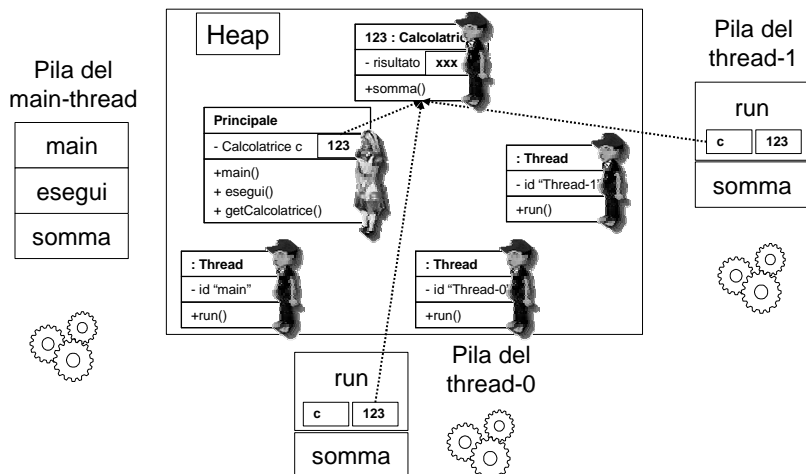 Heap
123 : Calcolatrice
- risultato xxx
+somma()
Pila del
main-thread
main
esegui
somma
Principale
- Calcolatrice c 123
+main()
+ esegui()
+ getCalcolatrice()
: Thread
- id “Thread-1”
+run()
Pila del
thread-1
run
c 123
somma
: Thread
- id “main”
+run()
: Thread
- id “Thread-0”
+run()
Pila del
thread-0
run
c 123
somma